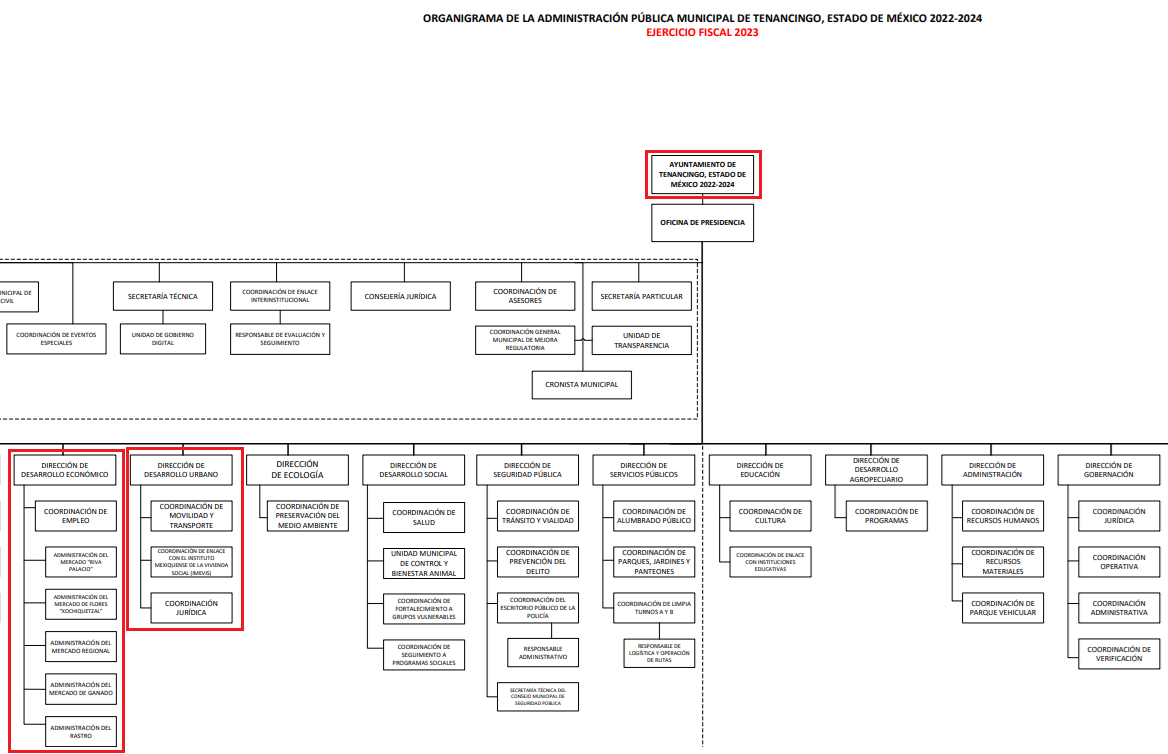 ORGANIGRAMA DE LA ADMINISTRACIÓN PÚBLICA MUNICIPAL DE TENANCINGO, ESTADO DE MÉXICO 2022-2024
EJERCICIO FISCAL 2023
AYUNTAMIENTO DE
TENANCINGO, ESTADO DE
MÉXICO 2022-2024
OFICINA DE PRESIDENCIA
NICIPAL DE
CIVIL
SECRETARÍA TÉCNICA
COORDINACIÓN DE ENLACE
INTERINSTITUCIONAL
CONSEJERÍA JURÍDICA
COORDINACIÓN DE
ASESORES
SECRETARÍA PARTICULAR
COORDINACIÓN DE EVENTOS
ESPECIALES
UNIDAD DE GOBIERNO
DIGITAL
RESPONSABLE DE EVALUACIÓN Y
SEGUIMIENTO
COORDINACIÓN GENERAL
MUNICIPAL DE MEJORA
REGULATORIA
UNIDAD DE
TRANSPARENCIA
CRONISTA MUNICIPAL
DIRECCIÓN DE
DESARROLLO ECONÓMICO
COORDINACIÓN DE
EMPLEO
ADMINISTRACIÓN DEL
MERCADO "RIVA
PALACIO"
ADMINISTRACIÓN DEL
MERCADO DE FLORES
"XOCHIQUETZAL"
ADMINISTRACIÓN DEL
MERCADO REGIONAL
ADMINISTRACIÓN DEL
MERCADO DE GANADO
ADMINISTRACIÓN DEL
RASTRO
DIRECCIÓN DE
DESARROLLO URBANO
COORDINACIÓN DE
MOVILIDAD Y
TRANSPORTE
COORDINACIÓN DE ENLACE
CON EL INSTITUTO
MEXIQUENSE DE LA VIVIENDA
SOCIAL (IMEVIS)
COORDINACIÓN
JURÍDICA
DIRECCIÓN
DE ECOLOGÍA
COORDINACIÓN DE
PRESERVACIÓN DEL
MEDIO AMBIENTE
DIRECCIÓN DE
DESARROLLO SOCIAL
COORDINACIÓN DE
SALUD
UNIDAD MUNICIPAL
DE CONTROL Y
BIENESTAR ANIMAL
COORDINACIÓN DE
FORTALECIMIENTO A
GRUPOS VULNERABLES
COORDINACIÓN DE
SEGUIMIENTO A
PROGRAMAS SOCIALES
DIRECCIÓN DE
SEGURIDAD PÚBLICA
COORDINACIÓN DE
TRÁNSITO Y VIALIDAD
COORDINACIÓN DE
PREVENCIÓN DEL
DELITO
COORDINACIÓN DEL
ESCRITORIO PÚBLICO DE LA
POLICÍA
RESPONSABLE
ADMINISTRATIVO
SECRETARÍA TÉCNICA DEL
CONSEJO MUNICIPAL DE
SEGURIDAD PÚBLICA
DIRECCIÓN DE
SERVICIOS PÚBLICOS
COORDINACIÓN DE
ALUMBRADO PÚBLICO
COORDINACIÓN DE
PARQUES, JARDINES Y
PANTEONES
COORDINACIÓN DE LIMPIA
TURNOS A Y B
RESPONSABLE DE
LOGÍSTICA Y OPERACIÓN
DE RUTAS
DIRECCIÓN DE
EDUCACIÓN
COORDINACIÓN DE
CULTURA
COORDINACIÓN DE ENLACE
CON INSTITUCIONES
EDUCATIVAS
DIRECCIÓN DE
DESARROLLO
AGROPECUARIO
COORDINACIÓN DE
PROGRAMAS
DIRECCIÓN DE
ADMINISTRACIÓN
COORDINACIÓN DE
RECURSOS HUMANOS
COORDINACIÓN DE
RECURSOS
MATERIALES
COORDINACIÓN DE
PARQUE VEHICULAR
DIRECCIÓN DE
GOBERNACIÓN
COORDINACIÓN
JURÍDICA
COORDINACIÓN
OPERATIVA
COORDINACIÓN
ADMINISTRATIVA
COORDINACIÓN DE
VERIFICACIÓN